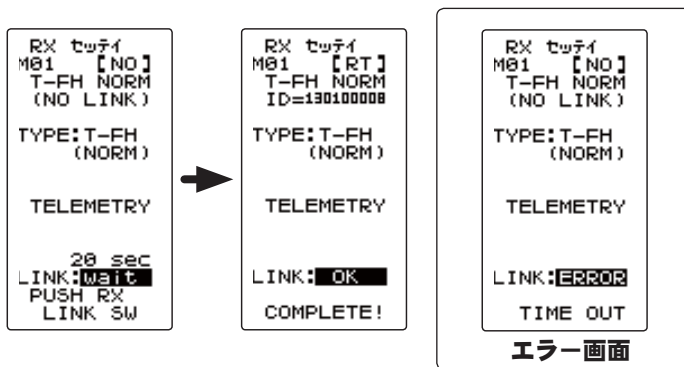 RX セッテイ
M01 [NO]
T-FH NORM
(NO LINK)
TYPE:T-FH
(NORM)
TELEMETRY
20 sec
LINK:wait
PUSH RX
LINK SW
RX セッテイ
M01 [RT]
T-FH NORM
ID=130100008
TYPE:T-FH
(NORM)
TELEMETRY
LINK: OK
COMPLETE!
RX セッテイ
M01 [NO]
T-FH NORM
(NO LINK)
TYPE:T-FH
(NORM)
TELEMETRY
LINK:ERROR
TIME OUT
エラー画面